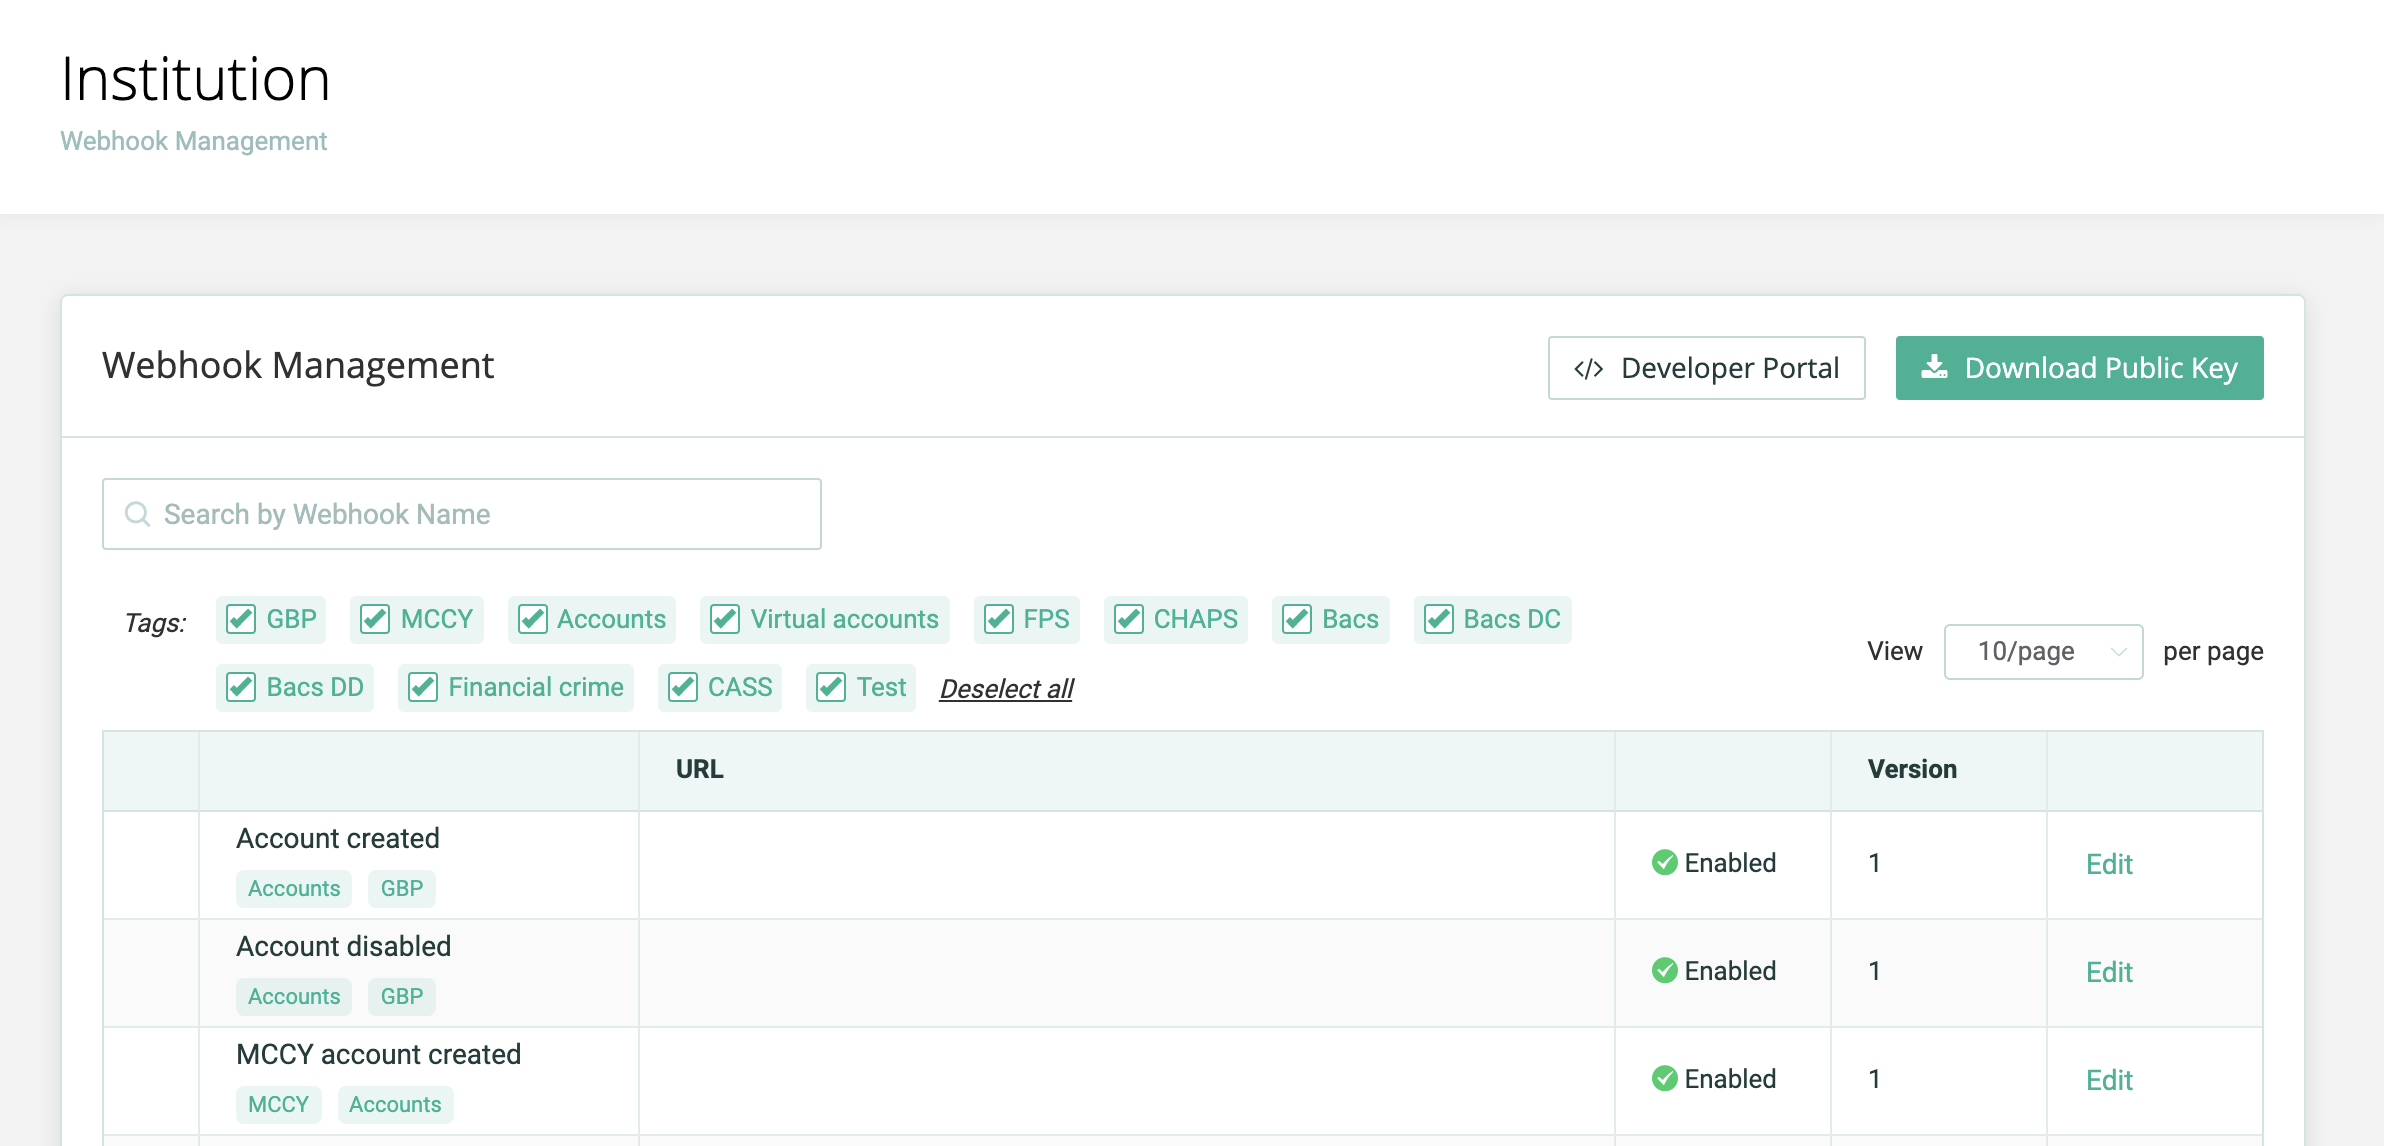 Institution
Webhook Management
Webhook Management
</> Developer Portal
Download Public Key
Search by Webhook Name
Tags: GBP MCCY Accounts Virtual accounts FPS CHAPS Bacs Bacs DC
Bacs DD Financial crime CASS Test Deselect all
View 10/page per page
URL Version
Account created
Accounts GBP
Enabled 1 Edit
Account disabled
Accounts GBP
Enabled 1 Edit
MCCY account created
MCCY Accounts
Enabled 1 Edit